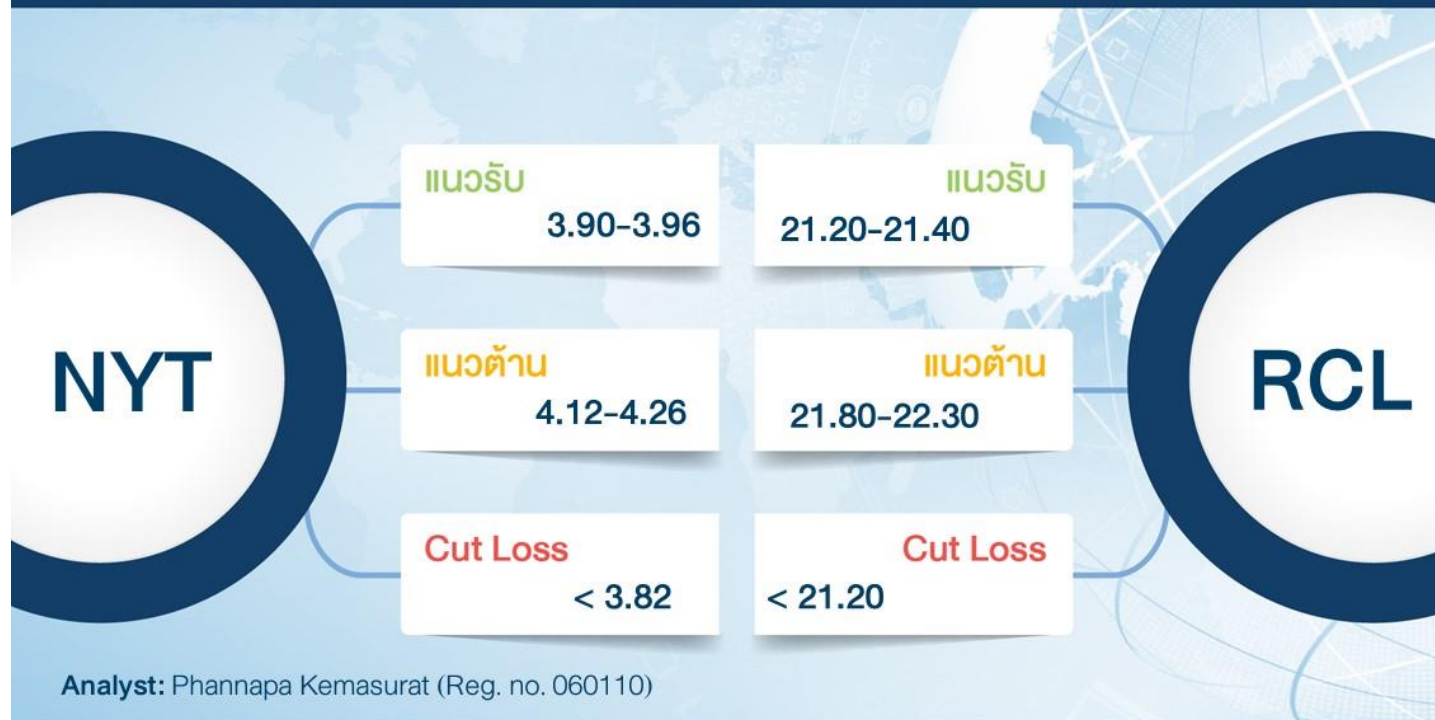 NYT
แนวรับ
3.90-3.96
แนวต้าน
4.12-4.26
Cut Loss
< 3.82
แนวรับ
21.20-21.40
แนวต้าน
21.80-22.30
Cut Loss
< 21.20
RCL
Analyst: Phannapa Kemasurat (Reg. no. 060110)